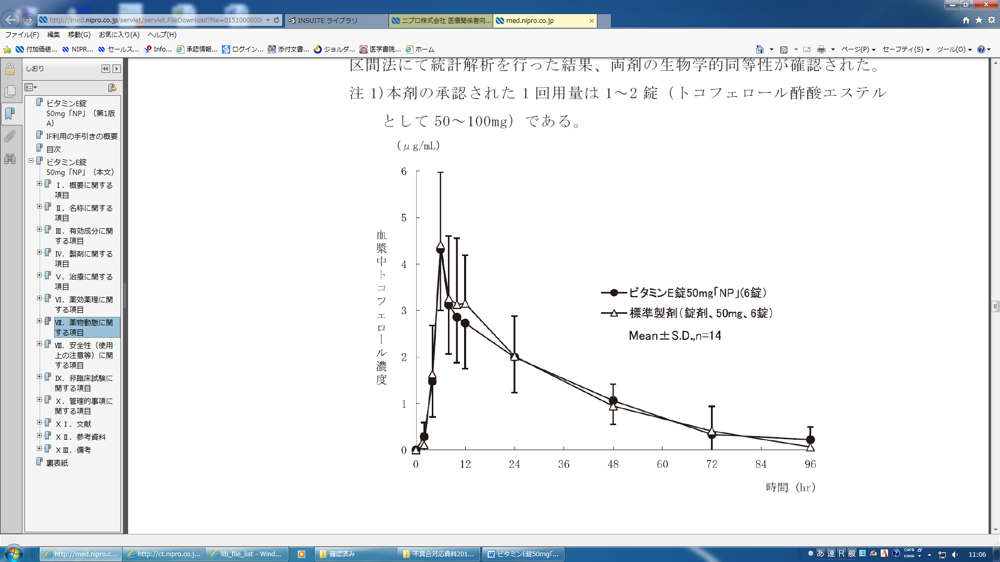 http://med.nipro.co.jp/servlet/servlet.FileDownload?file=01510000000
INSUITE ライブラリ
ニプロ株式会社 医療関係者向...
med.nipro.co.jp
ファイル(F) 編集 移動(G) お気に入り(A) ヘルプ(H)
付加価値... NIPR... セールス... Info... 承認情報... ログイン... 添付文書... ジョルダ... 医学書院... ホーム
ページ(P) セーフティ(S) ツール(O)
しおり
ビタミンE錠
50mg「NP」（第1版
A）
IF利用の手引きの概要
目次
ビタミンE錠
50mg「NP」（本文）
Ⅰ．概要に関する
項目
Ⅱ．名称に関する
項目
Ⅲ．有効成分に関
する項目
Ⅳ．製剤に関する
項目
Ⅴ．治療に関する
項目
Ⅵ．薬効薬理に関
する項目
Ⅶ．薬物動態に関
する項目
Ⅷ．安全性（使用
上の注意等）に関
する項目
Ⅸ．非臨床試験に
関する項目
Ⅹ．管理的事項に
関する項目
ⅩⅠ．文献
ⅩⅡ．参考資料
ⅩⅢ．備考
裏表紙
区間法にて統計解析を行った結果、両剤の生物学的同等性が確認された。
注 1)本剤の承認された 1 回用量は 1～2 錠（トコフェロール酢酸エステル
として 50～100mg）である。
(μg/mL)
6
5
4
3
2
1
0
血漿中トコフェロール濃度
ビタミンE錠50mg｢NP｣(6錠)
標準製剤(錠剤、50mg、6錠)
Mean±S.D.,n=14
0 12 24 36 48 60 72 84 96
時間 (hr)
http://med.nipro.c...
http://ct.nipro.co.j...
lib_file_list - Wind...
確認済み
不具合対応資料201...
ビタミンE錠50mg「...
あ 連 R 般
CAPS
KANA
11:06